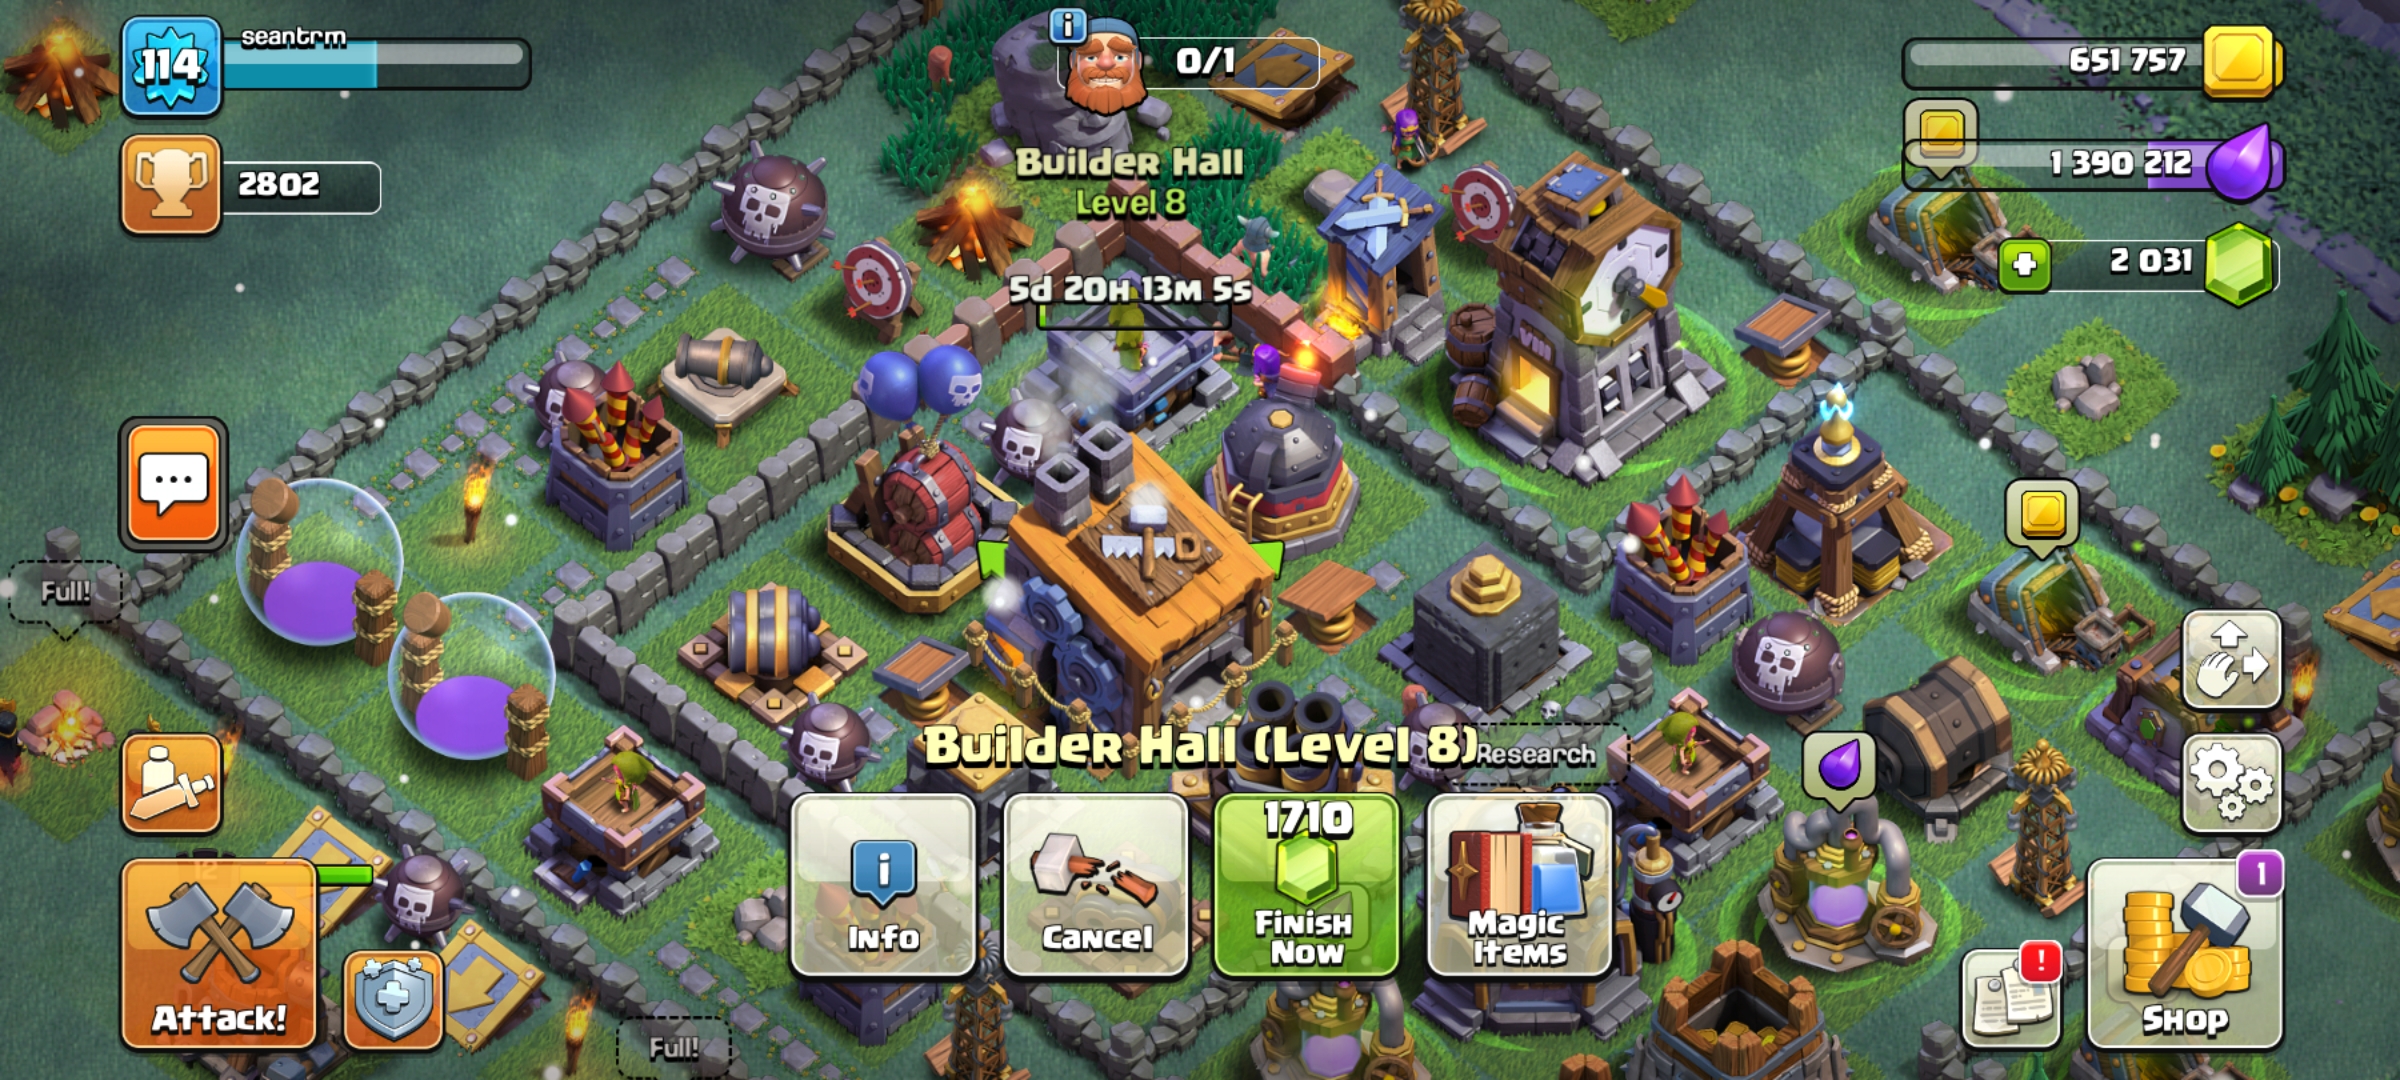 114
seantrm
0/1
651 757
2802
Builder Hall
Level 8
1 390 212
2 031
5d 20H 13M 5s
VIII
Full!
Builder Hall (Level 8)
Research
1710
Info
Cancel
Finish
Now
Magic
Items
1
!
Attack!
Shop
Full!